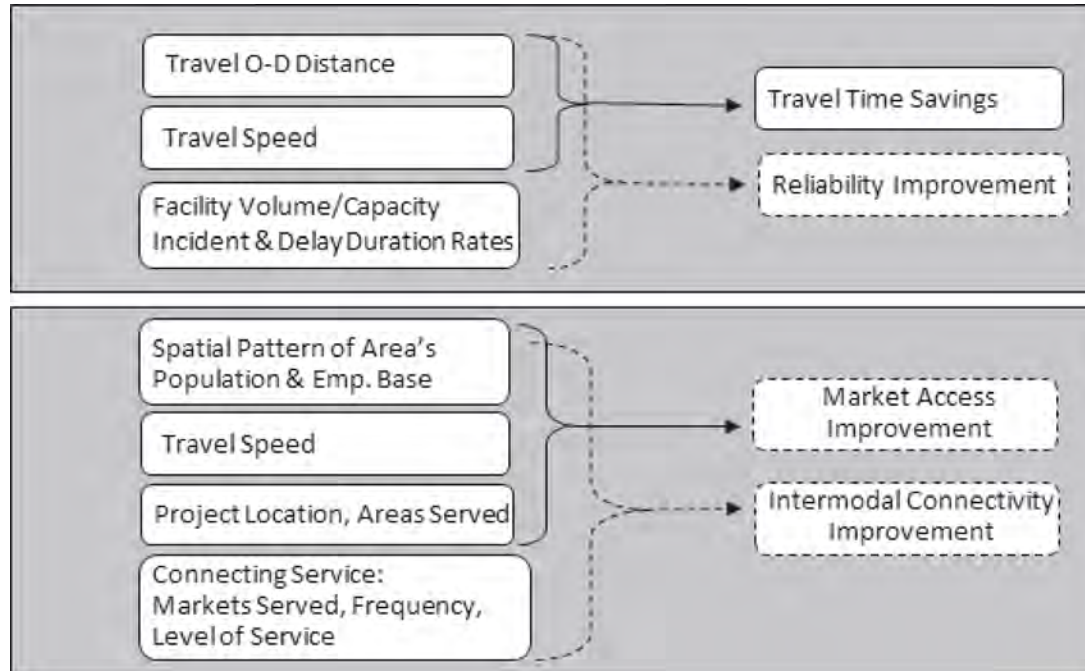 Travel O-D Distance
Travel Speed
Facility Volume/Capacity
Incident & Delay Duration Rates
Travel Time Savings
Reliability Improvement
Spatial Pattern of Area's
Population & Emp. Base
Travel Speed
Project Location, Areas Served
Connecting Service:
Markets Served, Frequency,
Level of Service
Market Access
Improvement
Intermodal Connectivity
Improvement